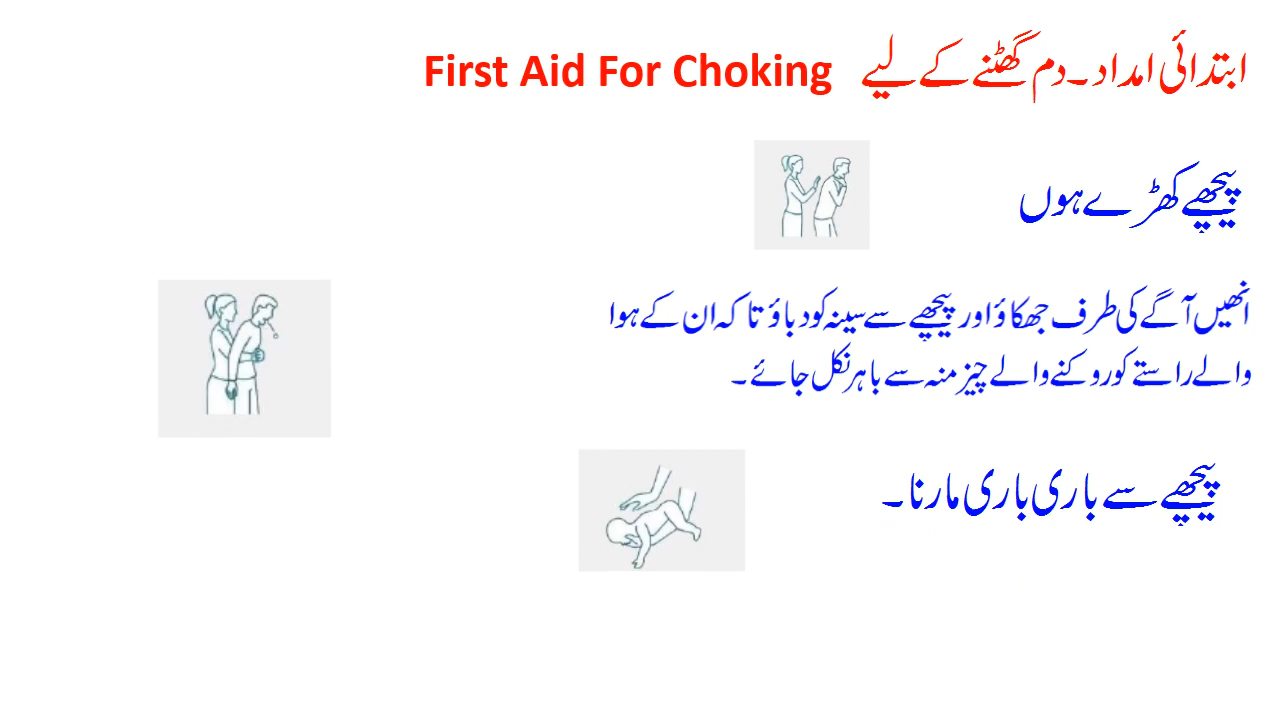 ابتدائی امداد۔ دم گھٹنے کے لیے First Aid For Choking
پیچھے کھڑے ہوں
انھیں آگے کی طرف جھکاؤ اور پیچھے سے سینہ کو دباؤ تاکہ ان کے ہوا
والے راستے کو روکنے والے چیز منہ سے باہر نکل جائے۔
پیچھے سے باری باری مارنا۔